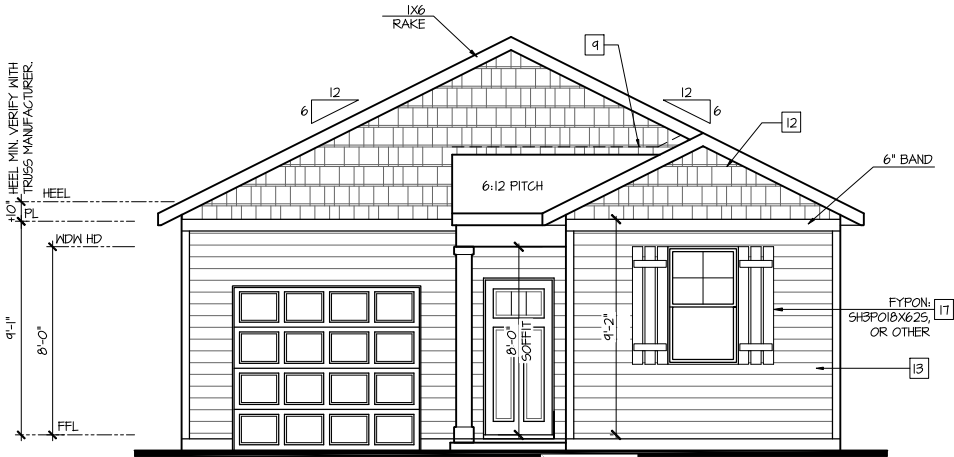 1X6
RAKE
9
12
6
12
6
12
6" BAND
±10" HEEL MIN. VERIFY WITH
TRUSS MANUFACTURER.
HEEL
PL
6:12 PITCH
WDW HD
9'-1"
8'-0"
8'-0"
SOFFIT
9'-2"
FYPON:
SH3P018X62S,
OR OTHER
17
13
FFL